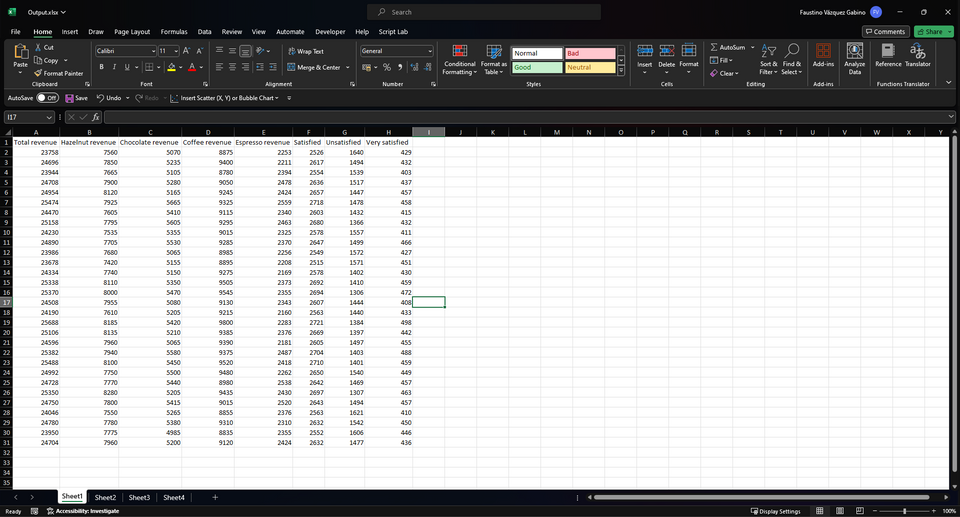 Output.xlsx
Search
Faustino Vázquez Gabino
FV
File Home Insert Draw Page Layout Formulas Data Review View Automate Developer Help Script Lab
Comments Share
Paste
Cut
Copy
Format Painter
Clipboard
Calibri 11
B I U
Font
Wrap Text
Merge & Center
Alignment
General
Number
Conditional Formatting
Format as Table
Normal Bad
Good Neutral
Styles
Insert Delete Format
Cells
AutoSum
Fill
Clear
Sort & Filter
Find & Select
Editing
Add-ins
Add-ins
Analyze Data
Reference Translator
Functions Translator
AutoSave Off Save Undo Redo Insert Scatter (X, Y) or Bubble Chart
I17 fx
A B C D E F G H I J K L M N O P Q R S T U V W X Y
1 Total revenue Hazelnut revenue Chocolate revenue Coffee revenue Espresso revenue Satisfied Unsatisfied Very satisfied
2 23758 7560 5070 8875 2253 2526 1640 429
3 24696 7850 5235 9400 2211 2617 1494 432
4 23944 7665 5105 8780 2394 2554 1539 403
5 24708 7900 5280 9050 2478 2636 1517 437
6 24954 8120 5165 9245 2424 2657 1447 457
7 25474 7925 5665 9325 2559 2718 1478 458
8 24470 7605 5410 9115 2340 2603 1432 415
9 25158 7795 5605 9295 2463 2680 1366 432
10 24230 7535 5355 9015 2325 2578 1557 411
11 24890 7705 5530 9285 2370 2647 1499 466
12 23986 7680 5065 8985 2256 2549 1572 427
13 23678 7420 5155 8895 2208 2515 1571 451
14 24334 7740 5150 9275 2169 2578 1402 430
15 25338 8110 5350 9505 2373 2692 1410 459
16 25370 8000 5470 9545 2355 2694 1306 472
17 24508 7955 5080 9130 2343 2607 1444 408
18 24190 7610 5205 9215 2160 2563 1440 433
19 25688 8185 5420 9800 2283 2721 1384 498
20 25106 8135 5210 9385 2376 2669 1397 442
21 24596 7960 5065 9390 2181 2605 1497 455
22 25382 7940 5580 9375 2487 2704 1403 488
23 25488 8100 5450 9520 2418 2710 1401 459
24 24992 7750 5500 9480 2262 2650 1540 449
25 24728 7770 5440 8980 2538 2642 1469 457
26 25350 8280 5205 9435 2430 2697 1307 463
27 24750 7800 5415 9015 2520 2643 1494 457
28 24046 7550 5265 8855 2376 2563 1621 410
29 24780 7780 5380 9310 2310 2632 1542 450
30 23950 7775 4985 8835 2355 2552 1606 446
31 24704 7960 5200 9120 2424 2632 1477 436
32
33
34
35
Sheet1 Sheet2 Sheet3 Sheet4
Ready Accessibility: Investigate Display Settings 100%